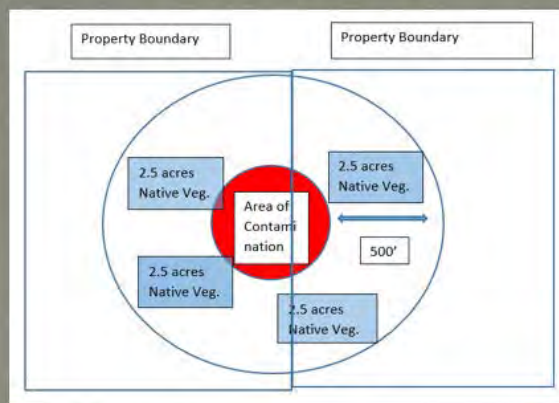 Property Boundary
Property Boundary
2.5 acres
Native Veg.
2.5 acres
Native Veg.
Area of
Contami
nation
500'
2.5 acres
Native Veg.
2.5 acres
Native Veg.